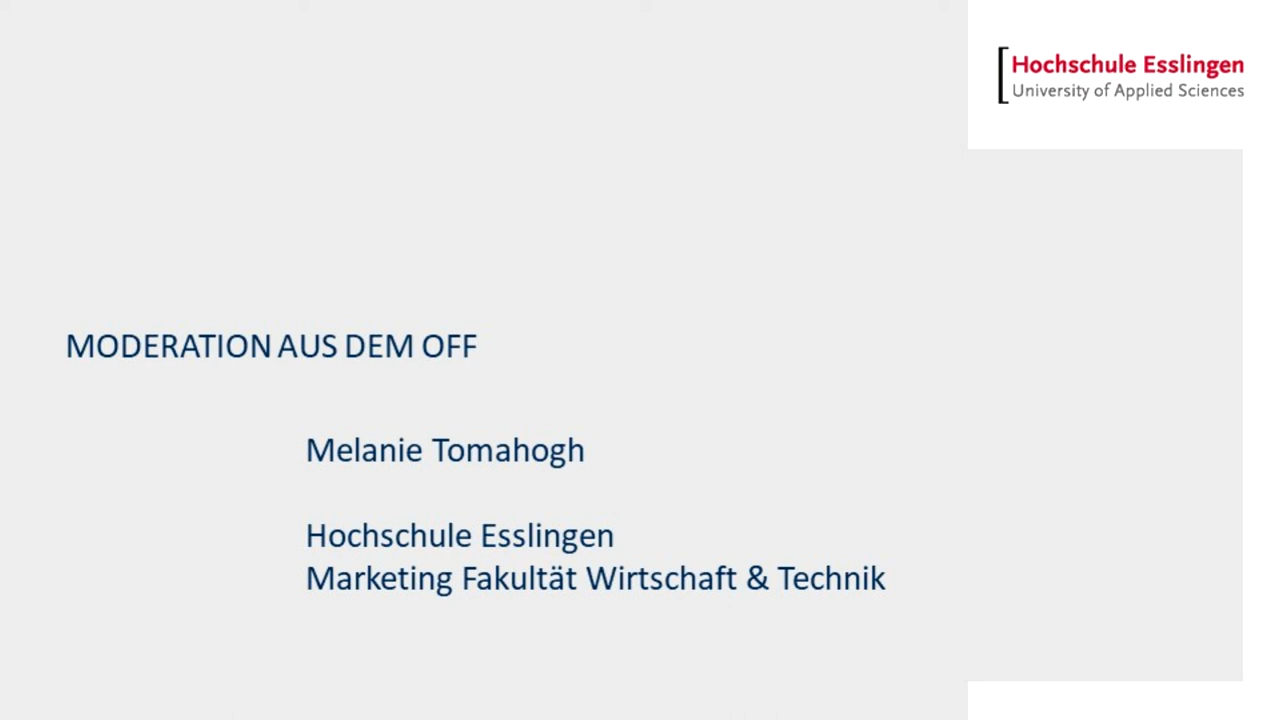 Hochschule Esslingen
University of Applied Sciences
MODERATION AUS DEM OFF
Melanie Tomahogh
Hochschule Esslingen
Marketing Fakultät Wirtschaft & Technik